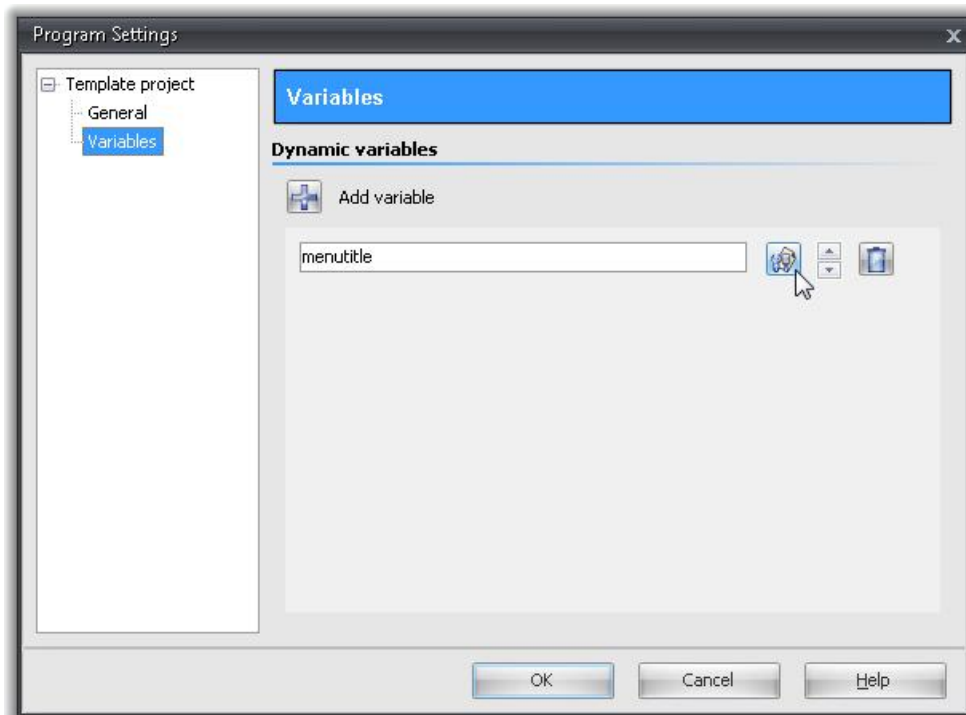 Program Settings
Template project
General
Variables
Variables
Dynamic variables
Add variable
menutitle
OK
Cancel
Help